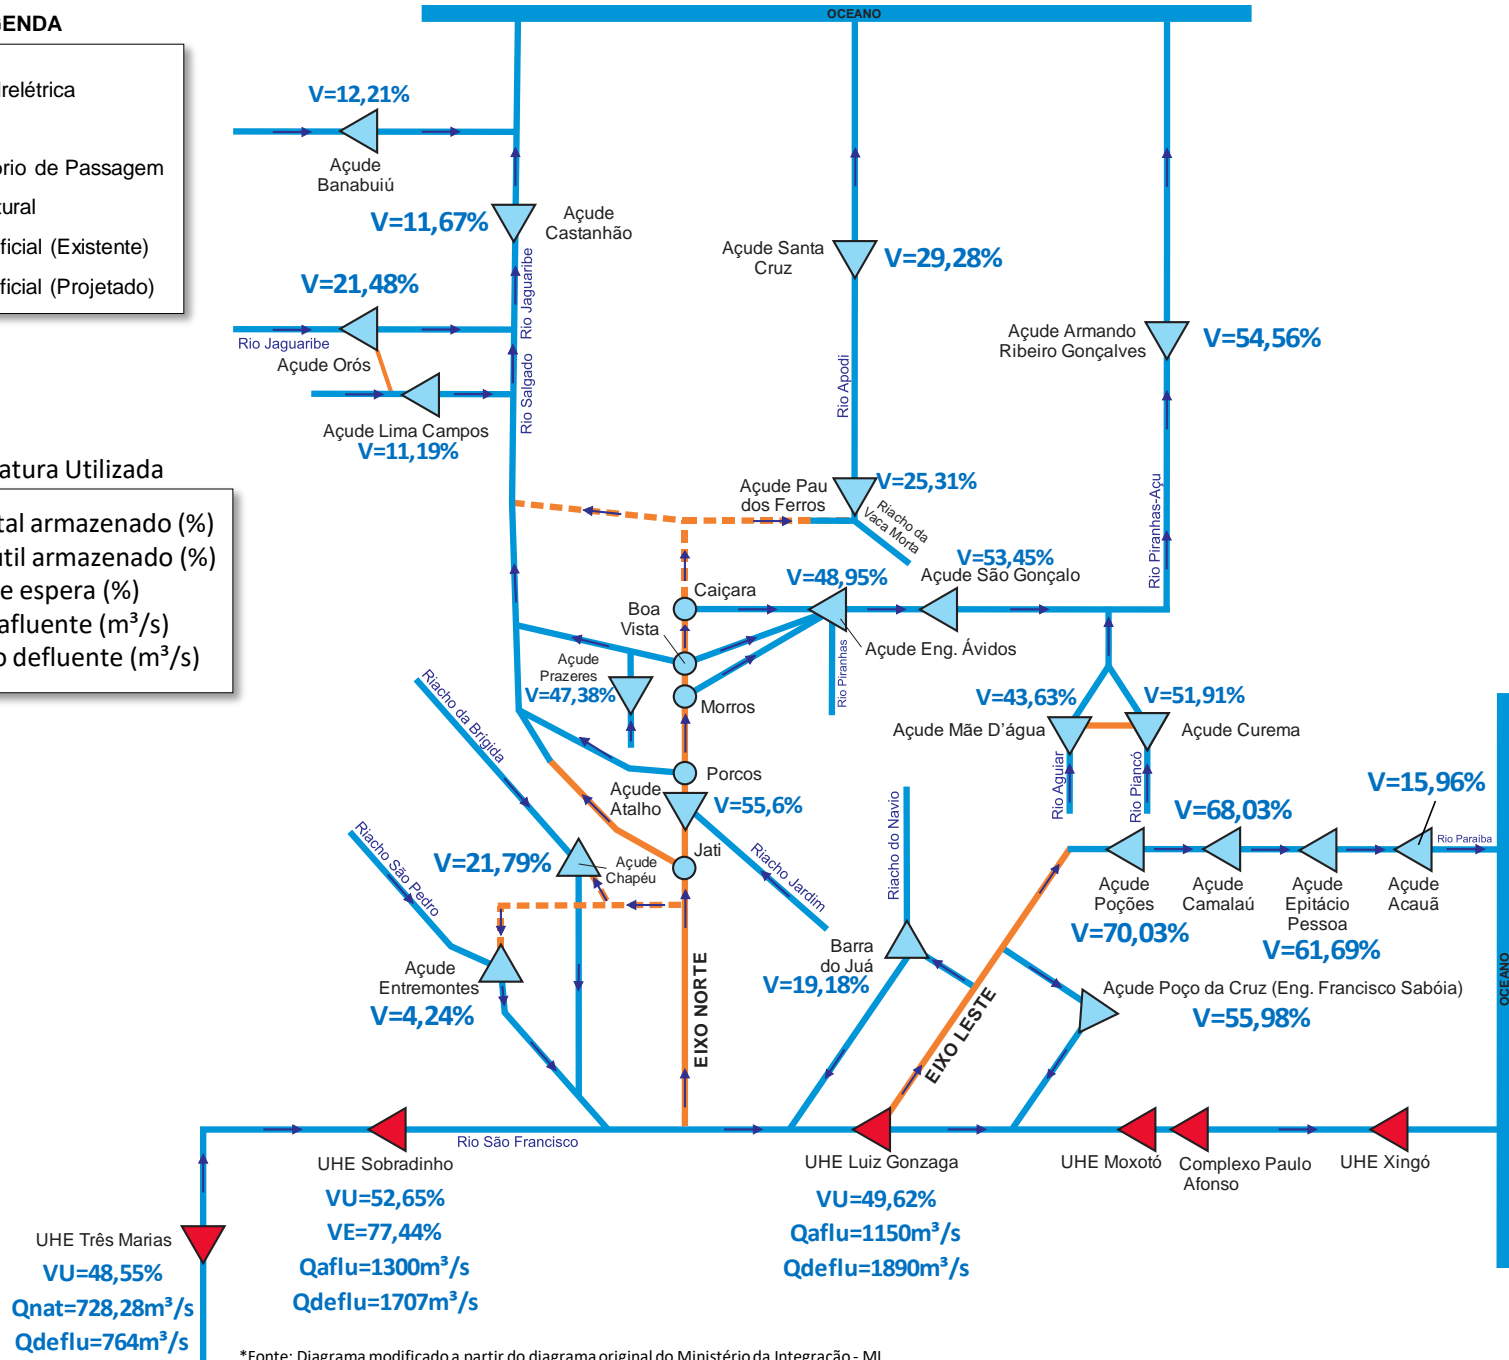 OCEANO
GENDA
relétrica
rio de Passagem
tural
ficial (Existente)
ficial (Projetado)
V=12,21%
Açude
Banabuiú
V=11,67%
Açude
Castanhão
Rio Jaguaribe
V=21,48%
Rio Jaguaribe
Açude Orós
Rio Salgado
Açude Lima Campos
V=11,19%
Açude Santa
Cruz
V=29,28%
Rio Apodi
Açude Armando
Ribeiro Gonçalves
V=54,56%
Rio Piranhas-Açu
atura Utilizada
tal armazenado (%)
útil armazenado (%)
e espera (%)
afluente (m³/s)
o defluente (m³/s)
Açude Pau
dos Ferros
V=25,31%
Riacho da
Vaca Morta
V=53,45%
Açude São Gonçalo
V=48,95%
Caiçara
Boa
Vista
Açude Eng. Ávidos
Rio Piranhas
Açude
Prazeres
V=47,38%
Morros
Riacho da Brigida
Porcos
Açude
Atalho
V=55,6%
Jati
Riacho Jardim
V=43,63%
V=51,91%
Açude Mãe D'água
Açude Curema
Rio Aguiar
Rio Piancó
V=15,96%
V=68,03%
Rio Paraiba
Açude
Poções
Açude
Camalaú
Açude
Epitácio
Pessoa
Açude
Acauã
V=70,03%
V=61,69%
Riacho São Pedro
V=21,79%
Açude
Chapéu
Açude
Entremontes
V=4,24%
EIXO NORTE
Riacho do Navio
Barra
do Juá
V=19,18%
EIXO LESTE
Açude Poço da Cruz (Eng. Francisco Sabóia)
V=55,98%
OCEANO
Rio São Francisco
UHE Sobradinho
VU=52,65%
VE=77,44%
Qaflu=1300m³/s
Qdeflu=1707m³/s
UHE Luiz Gonzaga
VU=49,62%
Qaflu=1150m³/s
Qdeflu=1890m³/s
UHE Moxotó
Complexo Paulo
Afonso
UHE Xingó
UHE Três Marias
VU=48,55%
Qnat=728,28m³/s
Qdeflu=764m³/s
*Fonte: Diagrama modificado a partir do diagrama original do Ministério da Integração - MI